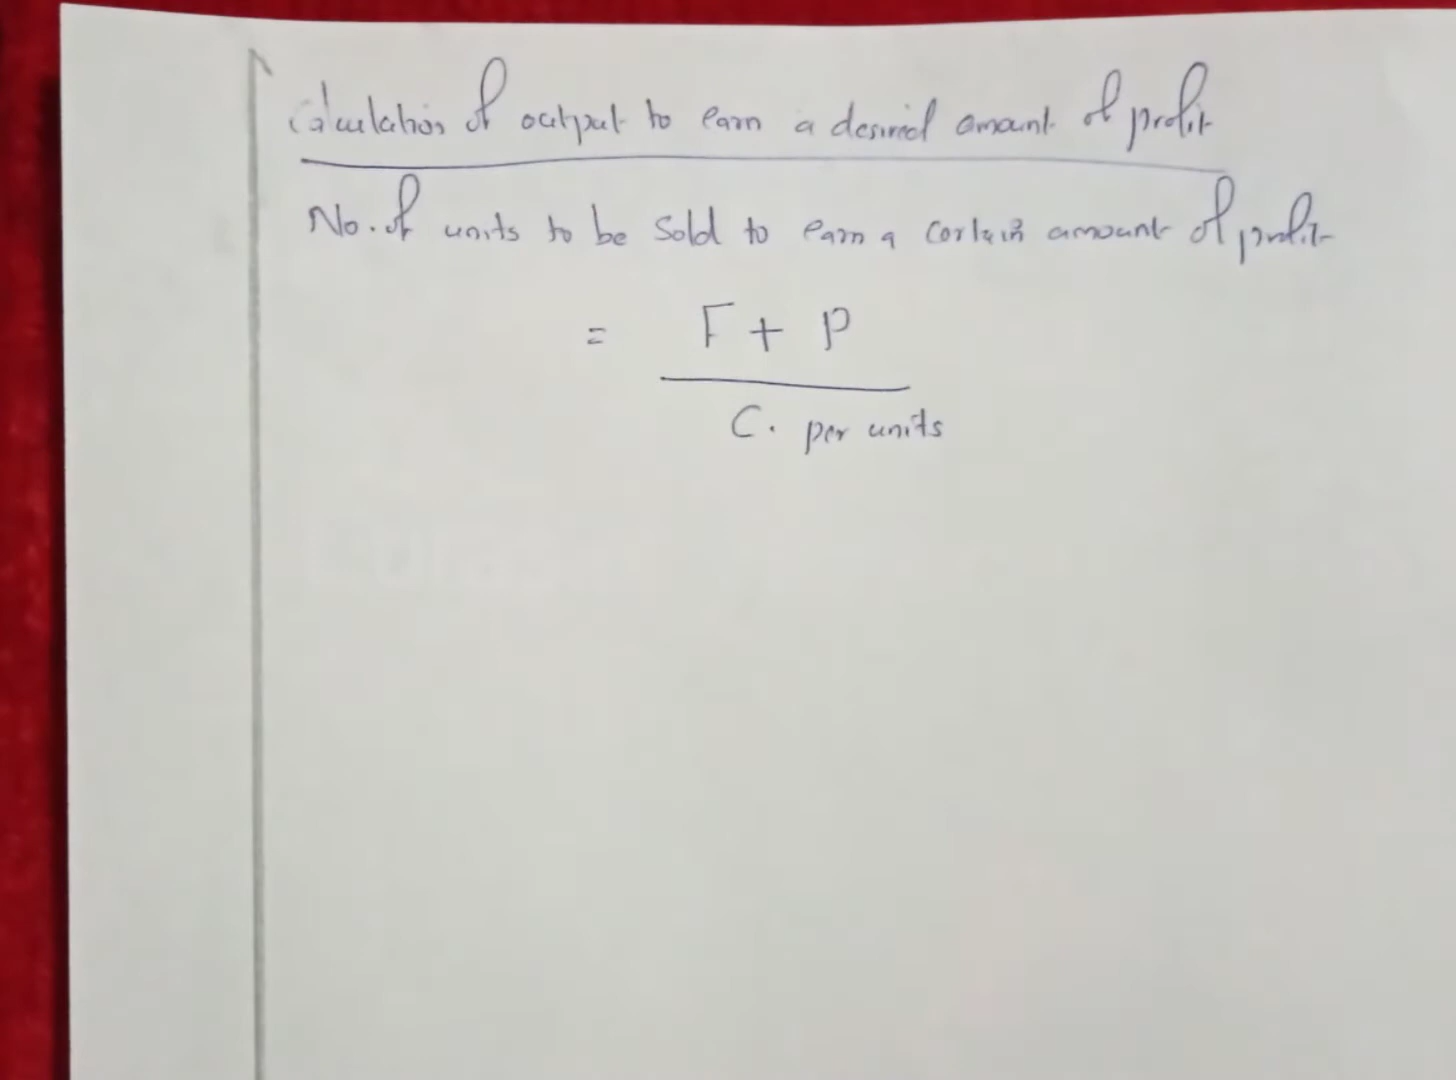 Calculation of output to earn a desired amount of profit
No. of units to be sold to earn a certain amount of profit
= F + P
C. per units